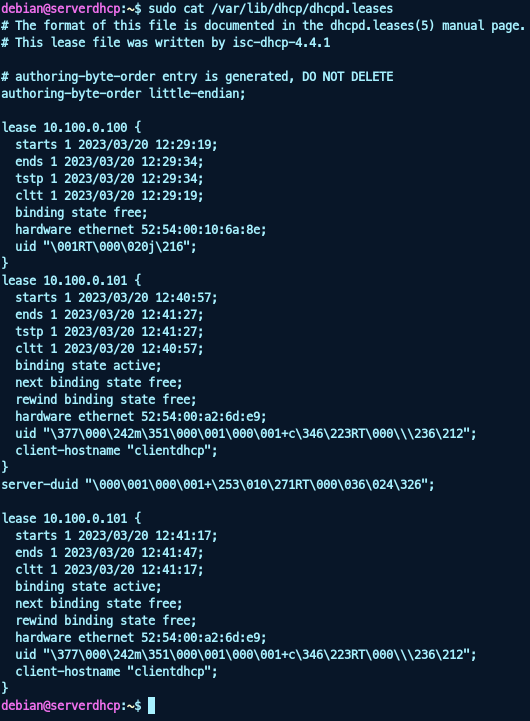 debian@serverdhcp:~$ sudo cat /var/lib/dhcp/dhcpd.leases
# The format of this file is documented in the dhcpd.leases(5) manual page.
# This lease file was written by isc-dhcp-4.4.1

# authoring-byte-order entry is generated, DO NOT DELETE
authoring-byte-order little-endian;

lease 10.100.0.100 {
  starts 1 2023/03/20 12:29:19;
  ends 1 2023/03/20 12:29:34;
  tstp 1 2023/03/20 12:29:34;
  cltt 1 2023/03/20 12:29:19;
  binding state free;
  hardware ethernet 52:54:00:10:6a:8e;
  uid "\001RT\000\020j\216";
}
lease 10.100.0.101 {
  starts 1 2023/03/20 12:40:57;
  ends 1 2023/03/20 12:41:27;
  tstp 1 2023/03/20 12:41:27;
  cltt 1 2023/03/20 12:40:57;
  binding state active;
  next binding state free;
  rewind binding state free;
  hardware ethernet 52:54:00:a2:6d:e9;
  uid "\377\000\242m\351\000\001\000\001+c\346\223RT\000\\\236\212";
  client-hostname "clientdhcp";
}
server-duid "\000\001\000\001+\253\010\271RT\000\036\024\326";

lease 10.100.0.101 {
  starts 1 2023/03/20 12:41:17;
  ends 1 2023/03/20 12:41:47;
  cltt 1 2023/03/20 12:41:17;
  binding state active;
  next binding state free;
  rewind binding state free;
  hardware ethernet 52:54:00:a2:6d:e9;
  uid "\377\000\242m\351\000\001\000\001+c\346\223RT\000\\\236\212";
  client-hostname "clientdhcp";
}
debian@serverdhcp:~$